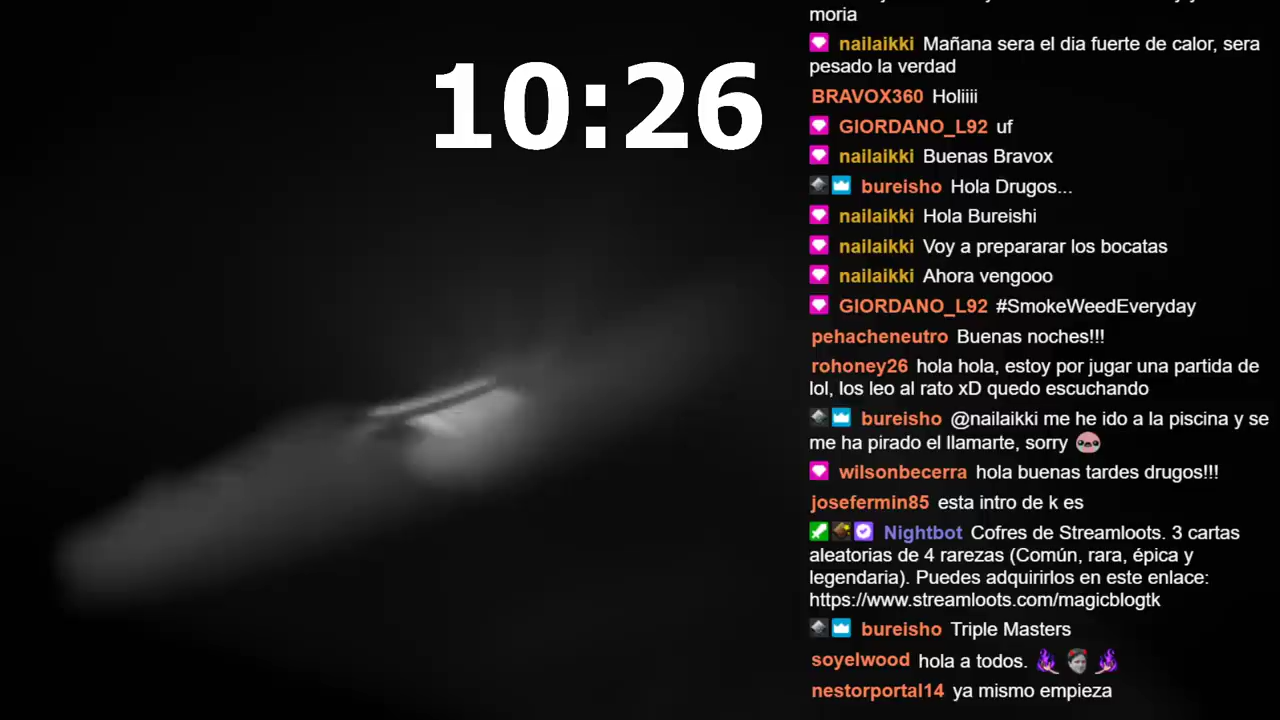 10:26
moria
nailaikki Mañana sera el dia fuerte de calor, sera
pesado la verdad
BRAVOX360 Holiiii
GIORDANO_L92 uf
nailaikki Buenas Bravox
bureisho Hola Drugos...
nailaikki Hola Bureishi
nailaikki Voy a prepararar los bocatas
nailaikki Ahora vengooo
GIORDANO_L92 #SmokeWeedEveryday
pehacheneutro Buenas noches!!!
rohoney26 hola hola, estoy por jugar una partida de
lol, los leo al rato xD quedo escuchando
bureisho @nailaikki me he ido a la piscina y se
me ha pirado el llamarte, sorry
wilsonbecerra hola buenas tardes drugos!!!
josefermin85 esta intro de k es
Nightbot Cofres de Streamloots. 3 cartas
aleatorias de 4 rarezas (Común, rara, épica y
legendaria). Puedes adquirirlos en este enlace:
https://www.streamloots.com/magicblogtk
bureisho Triple Masters
soyelwood hola a todos.
nestorportal14 ya mismo empieza